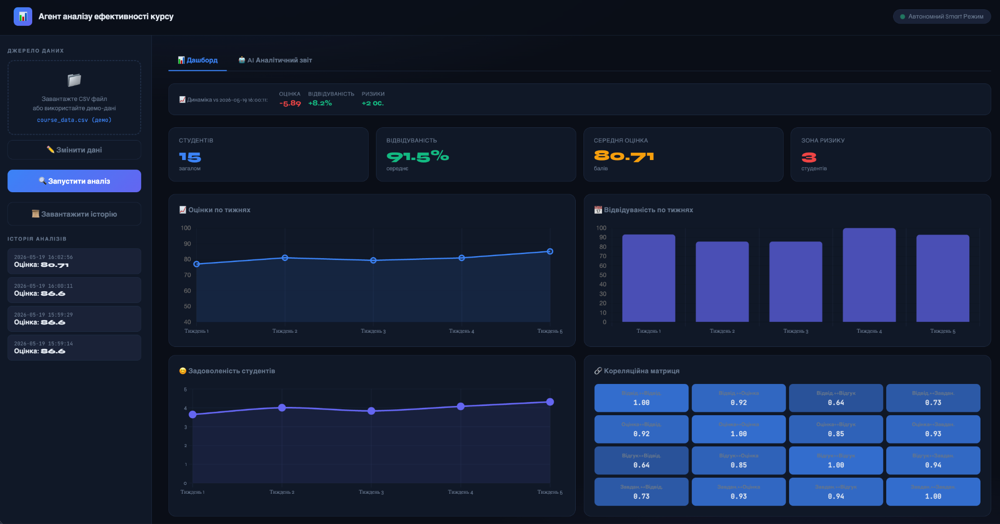 Агент аналізу ефективності курсу
Автономний Smart Режим
ДЖЕРЕЛО ДАНИХ
Завантажте CSV файл
або використайте демо-дані
course_data.csv (демо)
Змінити дані
Запустити аналіз
Завантажити історію
ІСТОРІЯ АНАЛІЗІВ
2026-05-19 16:02:56
Оцінка: 80.71
2026-05-19 16:00:11
Оцінка: 86.6
2026-05-19 15:59:29
Оцінка: 86.6
2026-05-19 15:59:14
Оцінка: 86.6
Дашборд
AI Аналітичний звіт
Динаміка vs 2026-05-19 16:00:11:
ОЦІНКА
-5.89
ВІДВІДУВАНІСТЬ
+8.2%
РИЗИКИ
+2 ос.
СТУДЕНТІВ
15
загалом
ВІДВІДУВАНІСТЬ
91.5%
середнє
СЕРЕДНЯ ОЦІНКА
80.71
балів
ЗОНА РИЗИКУ
3
студентів
Оцінки по тижнях
100
90
80
70
60
50
40
Тиждень 1
Тиждень 2
Тиждень 3
Тиждень 4
Тиждень 5
17
Відвідуваність по тижнях
100
90
80
70
60
50
40
30
20
10
0
Тиждень 1
Тиждень 2
Тиждень 3
Тиждень 4
Тиждень 5
Задоволеність студентів
5
4
3
2
1
0
Тиждень 1
Тиждень 2
Тиждень 3
Тиждень 4
Тиждень 5
Кореляційна матриця
Відвід.↔Відвід.
1.00
Відвід.↔Оцінка
0.92
Відвід.↔Відгук
0.64
Відвід.↔Завдан.
0.73
Оцінка↔Відвід.
0.92
Оцінка↔Оцінка
1.00
Оцінка↔Відгук
0.85
Оцінка↔Завдан.
0.93
Відгук↔Відвід.
0.64
Відгук↔Оцінка
0.85
Відгук↔Відгук
1.00
Відгук↔Завдан.
0.94
Завдан.↔Відвід.
0.73
Завдан.↔Оцінка
0.93
Завдан.↔Відгук
0.94
Завдан.↔Завдан.
1.00